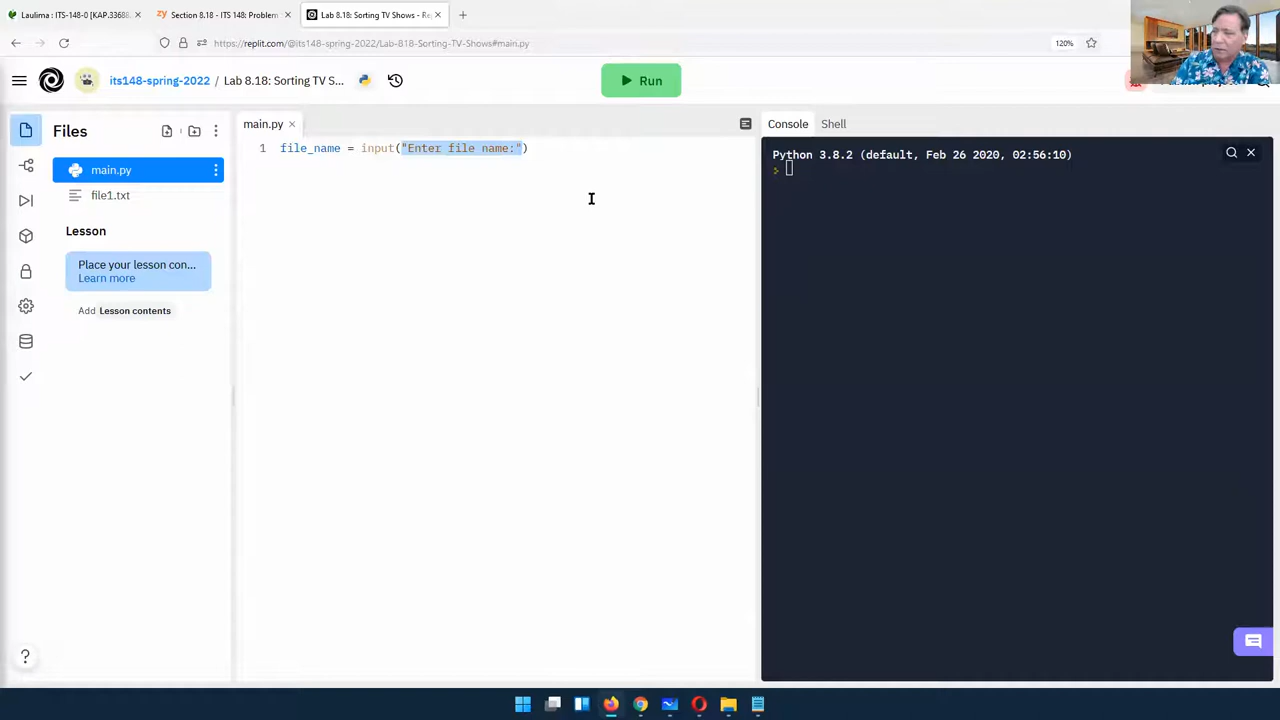 Laulima : ITS-148-0 [KAP.33688
Section 8.18 - ITS 148: Problem
Lab 8.18: Sorting TV Shows - Re
https://replit.com/@its148-spring-2022/Lab-818-Sorting-TV-Shows#main.py
120%
its148-spring-2022 / Lab 8.18: Sorting TV S...
Run
Files
main.py
file1.txt
Lesson
Place your lesson con...
Learn more
Add Lesson contents
main.py
1 file_name = input("Enter file name:")
Console
Shell
Python 3.8.2 (default, Feb 26 2020, 02:56:10)
>
?